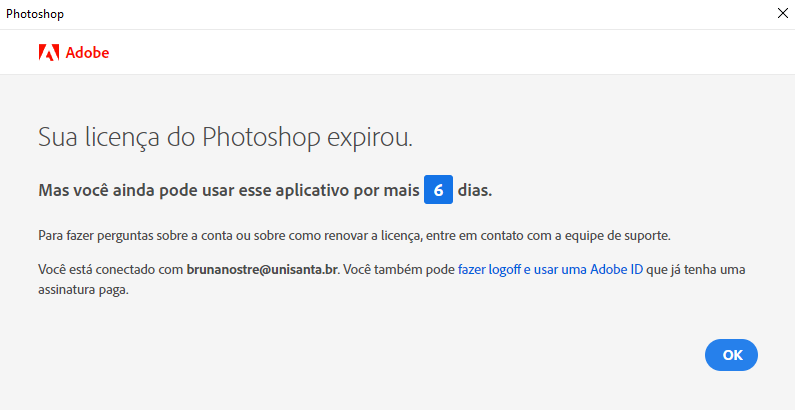 Photoshop
Adobe
Sua licença do Photoshop expirou.
Mas você ainda pode usar esse aplicativo por mais 6 dias.
Para fazer perguntas sobre a conta ou sobre como renovar a licença, entre em contato com a equipe de suporte.
Você está conectado com brunanostre@unisanta.br. Você também pode fazer logoff e usar uma Adobe ID que já tenha uma
assinatura paga.
OK